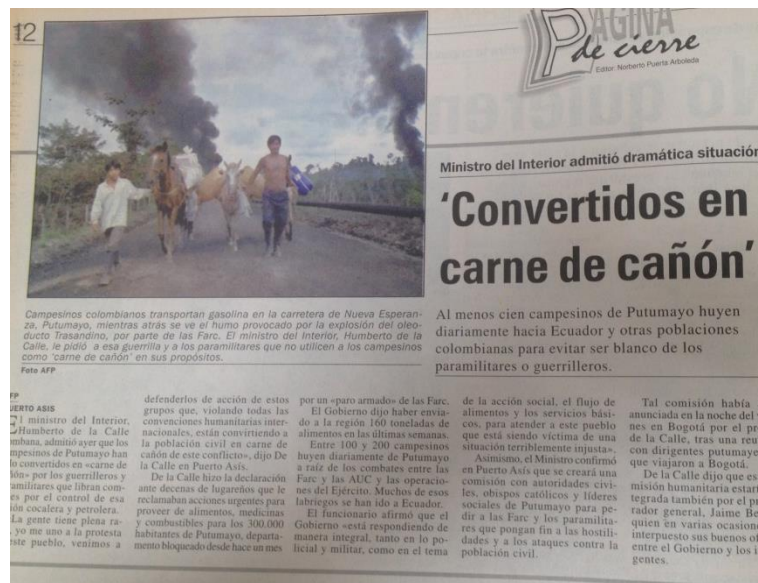 12
PAGINA
de cierre
Editor: Norberto Puerta Arboleda
Ministro del Interior admitió dramática situación
'Convertidos en
carne de cañón'
Al menos cien campesinos de Putumayo huyen
diariamente hacia Ecuador y otras poblaciones
colombianas para evitar ser blanco de los
paramilitares o guerrilleros.
Campesinos colombianos transportan gasolina en la carretera de Nueva Esperan-
za, Putumayo, mientras atrás se ve el humo provocado por la explosión del oleo-
ducto Trasandino, por parte de las Farc. El ministro del Interior, Humberto de la
Calle, le pidió a esa guerrilla y a los paramilitares que no utilicen a los campesinos
como 'carne de cañón' en sus propósitos.
Foto AFP
FP
UERTO ASIS
El ministro del Interior,
Humberto de la Calle
mbana, admitió ayer que los
mpesinos de Putumayo han
o convertidos en «carne de
ñón» por los guerrilleros y
amilitares que libran com-
es por el control de esa
ón cocalera y petrolera.
La gente tiene plena ra-
, yo me uno a la protesta
este pueblo, venimos a
defenderlos de acción de estos
grupos que, violando todas las
convenciones humanitarias inter-
nacionales, están convirtiendo a
la población civil en carne de
cañón de este conflicto», dijo De
la Calle en Puerto Asís.
De la Calle hizo la declaración
ante decenas de lugareños que le
reclamaban acciones urgentes para
proveer de alimentos, medicinas
y combustibles para los 300.000
habitantes de Putumayo, departa-
mento bloqueado desde hace un mes
por un «paro armado» de las Farc.
El Gobierno dijo haber envia-
do a la región 160 toneladas de
alimentos en las últimas semanas.
Entre 100 y 200 campesinos
huyen diariamente de Putumayo
a raíz de los combates entre las
Farc y las AUC y las operacio-
nes del Ejército. Muchos de esos
labriegos se han ido a Ecuador.
El funcionario afirmó que el
Gobierno «está respondiendo de
manera integral, tanto en lo po-
licial y militar, como en el tema
de la acción social, el flujo de
alimentos y los servicios bási-
cos, para atender a este pueblo
que está siendo víctima de una
situación terriblemente injusta».
Asimismo, el Ministro confirmó
en Puerto Asís que se creará una
comisión con autoridades civi-
les, obispos católicos y líderes
sociales de Putumayo para pe-
dir a las Farc y los paramilita-
res que pongan fin a las hostili-
dades y a los ataques contra la
población civil.
Tal comisión había
anunciada en la noche del
nes en Bogotá por el pr
de la Calle, tras una reu
con dirigentes putumaye
que viajaron a Bogotá.
De la Calle dijo que es
misión humanitaria estar
tegrada también por el pr
rador general, Jaime Be
quien en varias ocasione
interpuesto sus buenos of
entre el Gobierno y los i
gentes.